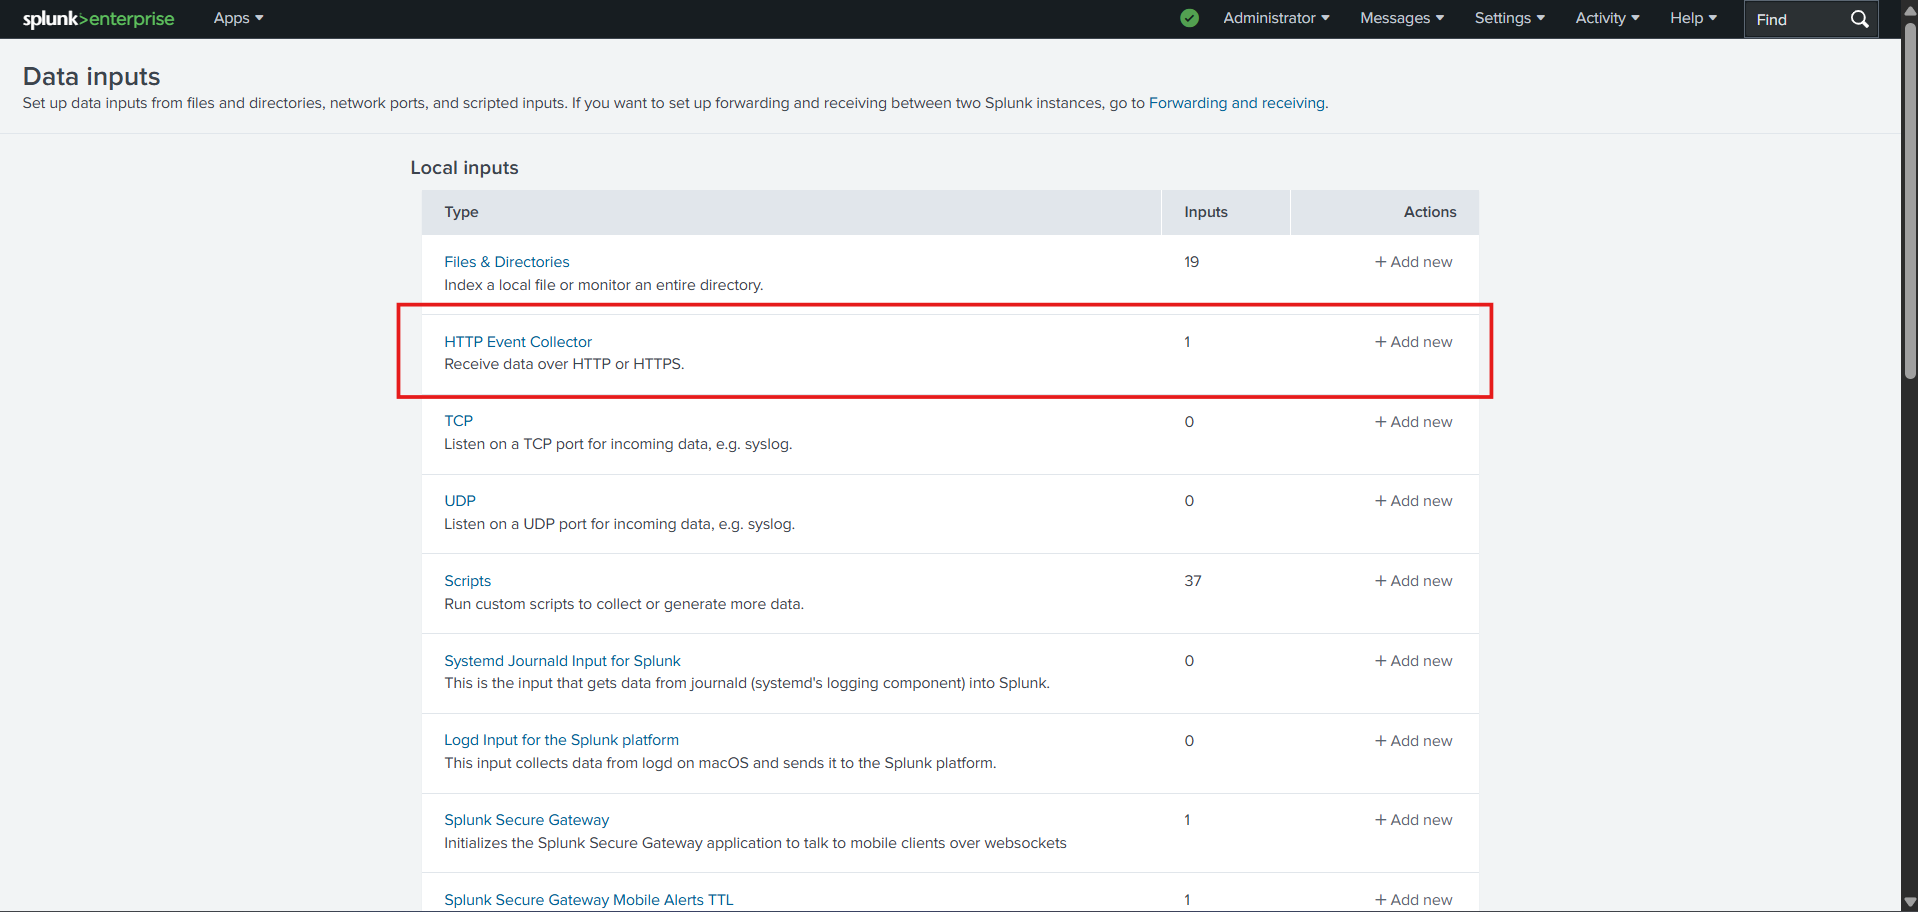 splunk>enterprise Apps Administrator Messages Settings Activity Help Find
Data inputs
Set up data inputs from files and directories, network ports, and scripted inputs. If you want to set up forwarding and receiving between two Splunk instances, go to Forwarding and receiving.
Local inputs
Type Inputs Actions
Files & Directories 19 + Add new
Index a local file or monitor an entire directory.
HTTP Event Collector 1 + Add new
Receive data over HTTP or HTTPS.
TCP 0 + Add new
Listen on a TCP port for incoming data, e.g. syslog.
UDP 0 + Add new
Listen on a UDP port for incoming data, e.g. syslog.
Scripts 37 + Add new
Run custom scripts to collect or generate more data.
Systemd Journald Input for Splunk 0 + Add new
This is the input that gets data from journald (systemd's logging component) into Splunk.
Logd Input for the Splunk platform 0 + Add new
This input collects data from logd on macOS and sends it to the Splunk platform.
Splunk Secure Gateway 1 + Add new
Initializes the Splunk Secure Gateway application to talk to mobile clients over websockets
Splunk Secure Gateway Mobile Alerts TTL 1 + Add new